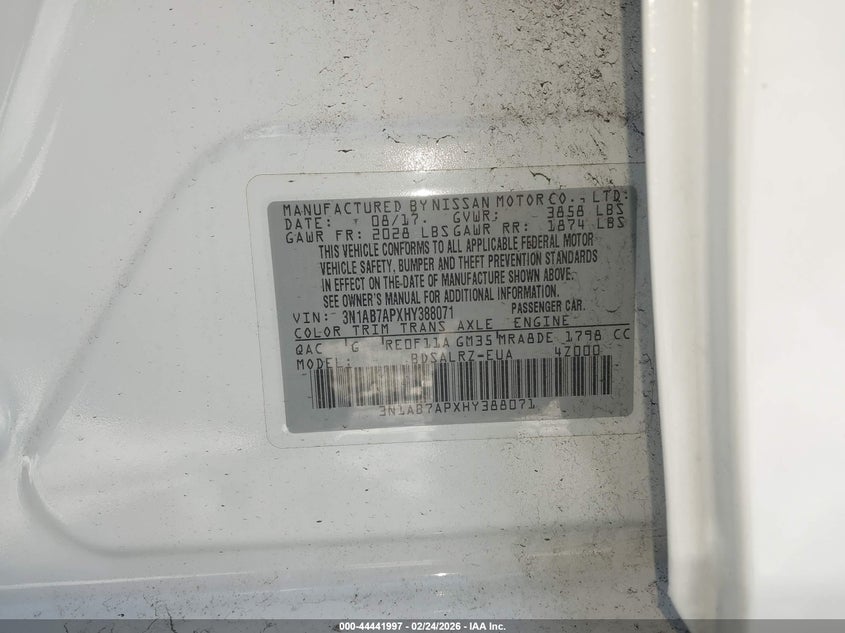 MANUFACTURED BY NISSAN MOTOR CO., LTD.
DATE: 08/17. GVWR: 3858 LBS
GAWR FR: 2028 LBS GAWR RR: 1874 LBS
THIS VEHICLE CONFORMS TO ALL APPLICABLE FEDERAL MOTOR
VEHICLE SAFETY, BUMPER AND THEFT PREVENTION STANDARDS
IN EFFECT ON THE DATE OF MANUFACTURE SHOWN ABOVE.
SEE OWNER'S MANUAL FOR ADDITIONAL INFORMATION.
VIN: 3N1AB7APXHY388071 PASSENGER CAR.
COLOR TRIM TRANS AXLE ENGINE
QAC G RE0F11A GM35 MRA8DE 1798 CC
MODEL: BDSALRZ-EUA 4Z000
3N1AB7APXHY388071
000-44441997 - 02/24/2026 - IAA Inc.